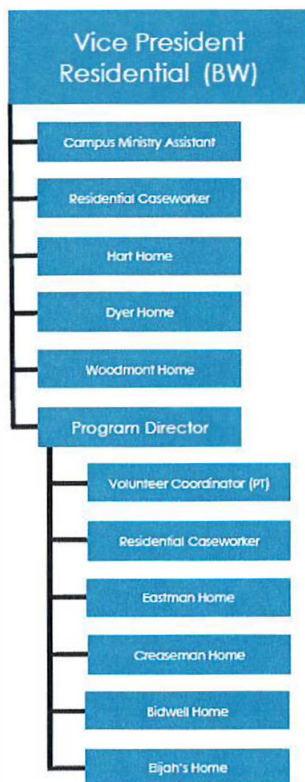 Vice President
Residential (BW)
Campus Ministry Assistant
Residential Caseworker
Hart Home
Dyer Home
Woodmont Home
Program Director
Volunteer Coordinator (PT)
Residential Caseworker
Eastman Home
Creaseman Home
Bidwell Home
Elijah's Home